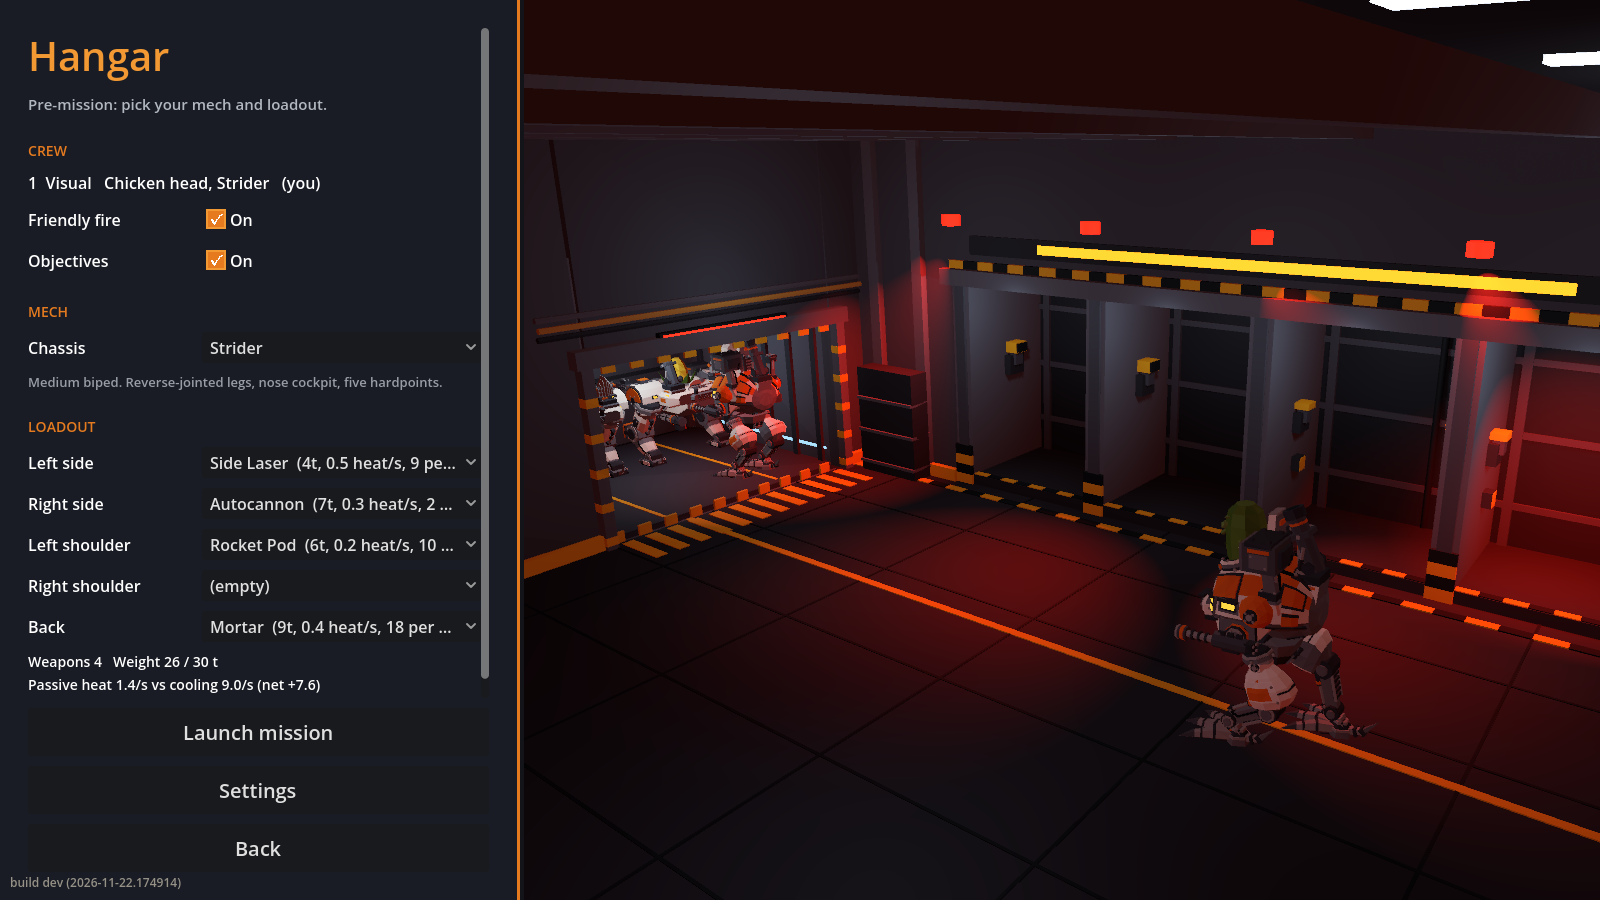 Hangar
Pre-mission: pick your mech and loadout.
CREW
1 Visual Chicken head, Strider (you)
Friendly fire On
Objectives On
MECH
Chassis Strider
Medium biped. Reverse-jointed legs, nose cockpit, five hardpoints.
LOADOUT
Left side Side Laser (4t, 0.5 heat/s, 9 pe...
Right side Autocannon (7t, 0.3 heat/s, 2 ...
Left shoulder Rocket Pod (6t, 0.2 heat/s, 10 ...
Right shoulder (empty)
Back Mortar (9t, 0.4 heat/s, 18 per ...
Weapons 4 Weight 26 / 30 t
Passive heat 1.4/s vs cooling 9.0/s (net +7.6)
Launch mission
Settings
Back
build dev (2026-11-22.174914)